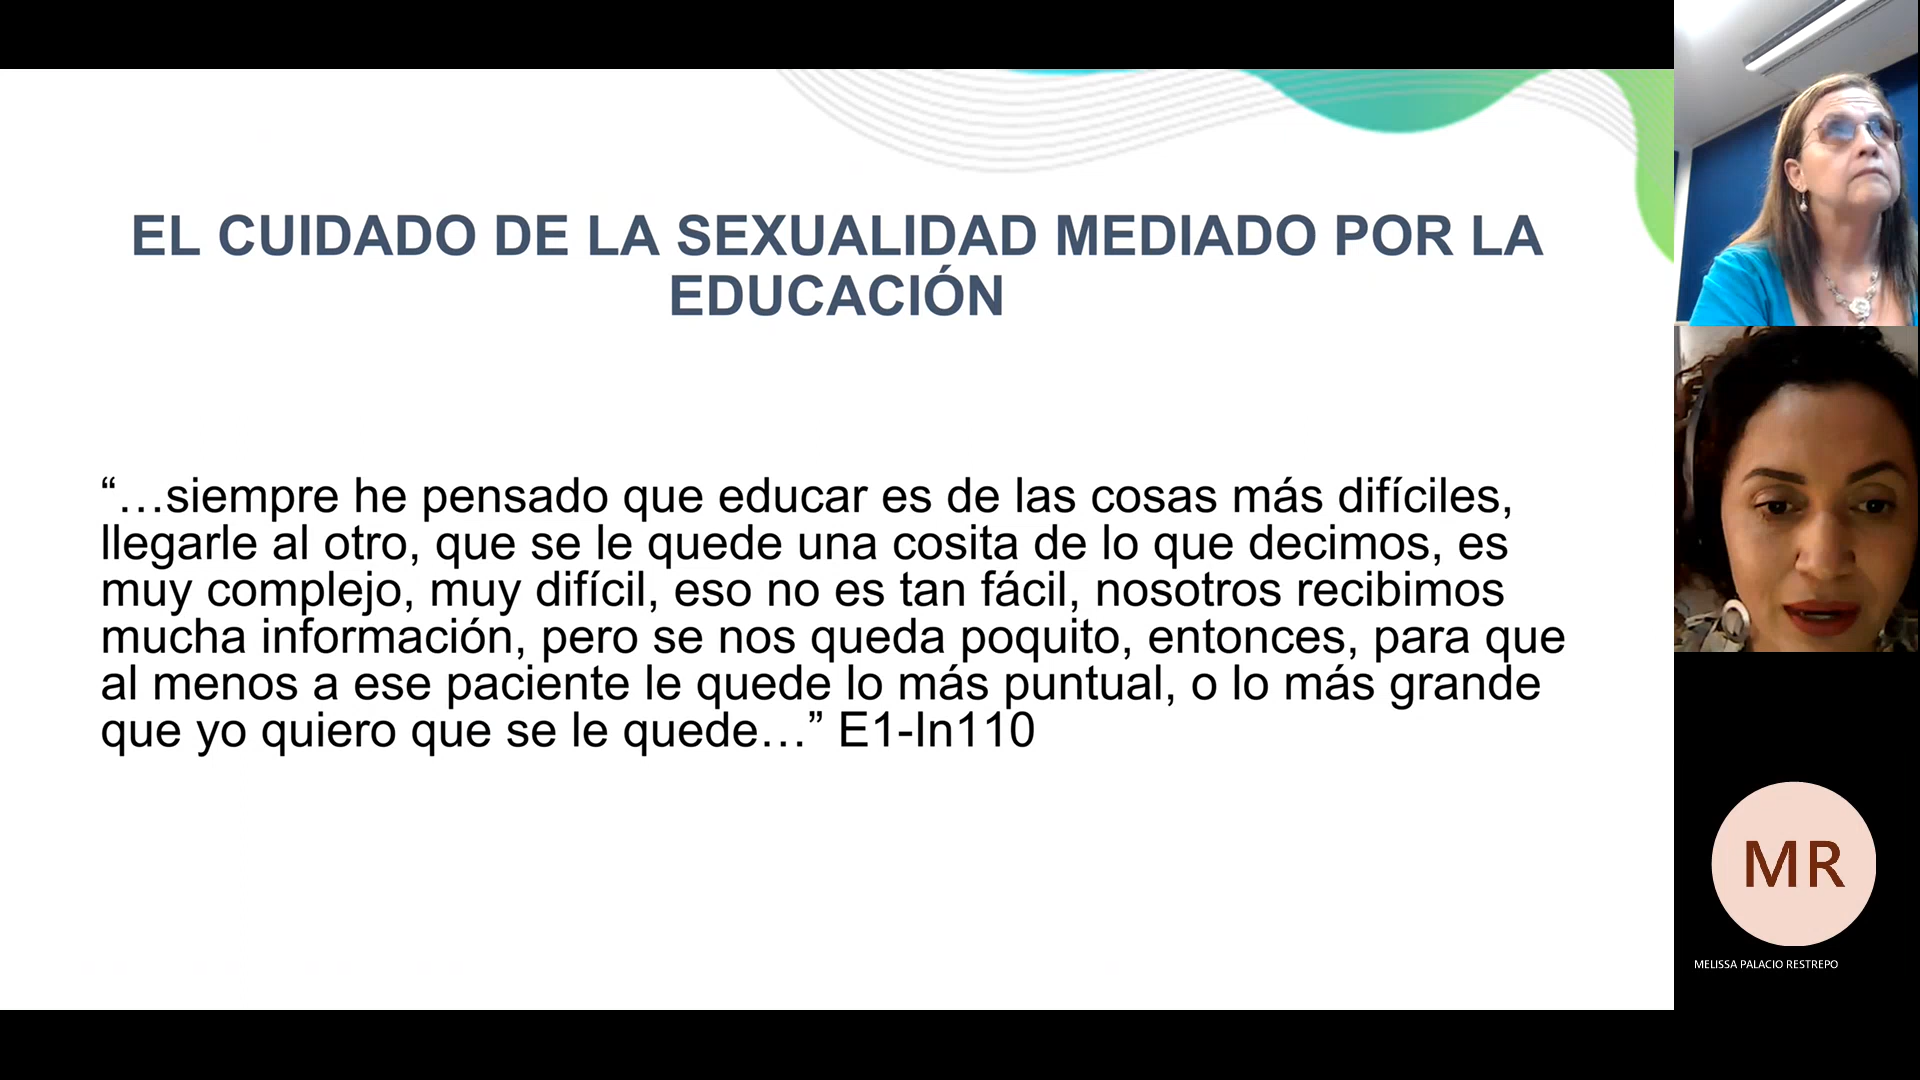 EL CUIDADO DE LA SEXUALIDAD MEDIADO POR LA
EDUCACIÓN
“…siempre he pensado que educar es de las cosas más difíciles,
llegarle al otro, que se le quede una cosita de lo que decimos, es
muy complejo, muy difícil, eso no es tan fácil, nosotros recibimos
mucha información, pero se nos queda poquito, entonces, para que
al menos a ese paciente le quede lo más puntual, o lo más grande
que yo quiero que se le quede…” E1-In110
MR
MELISSA PALACIO RESTREPO